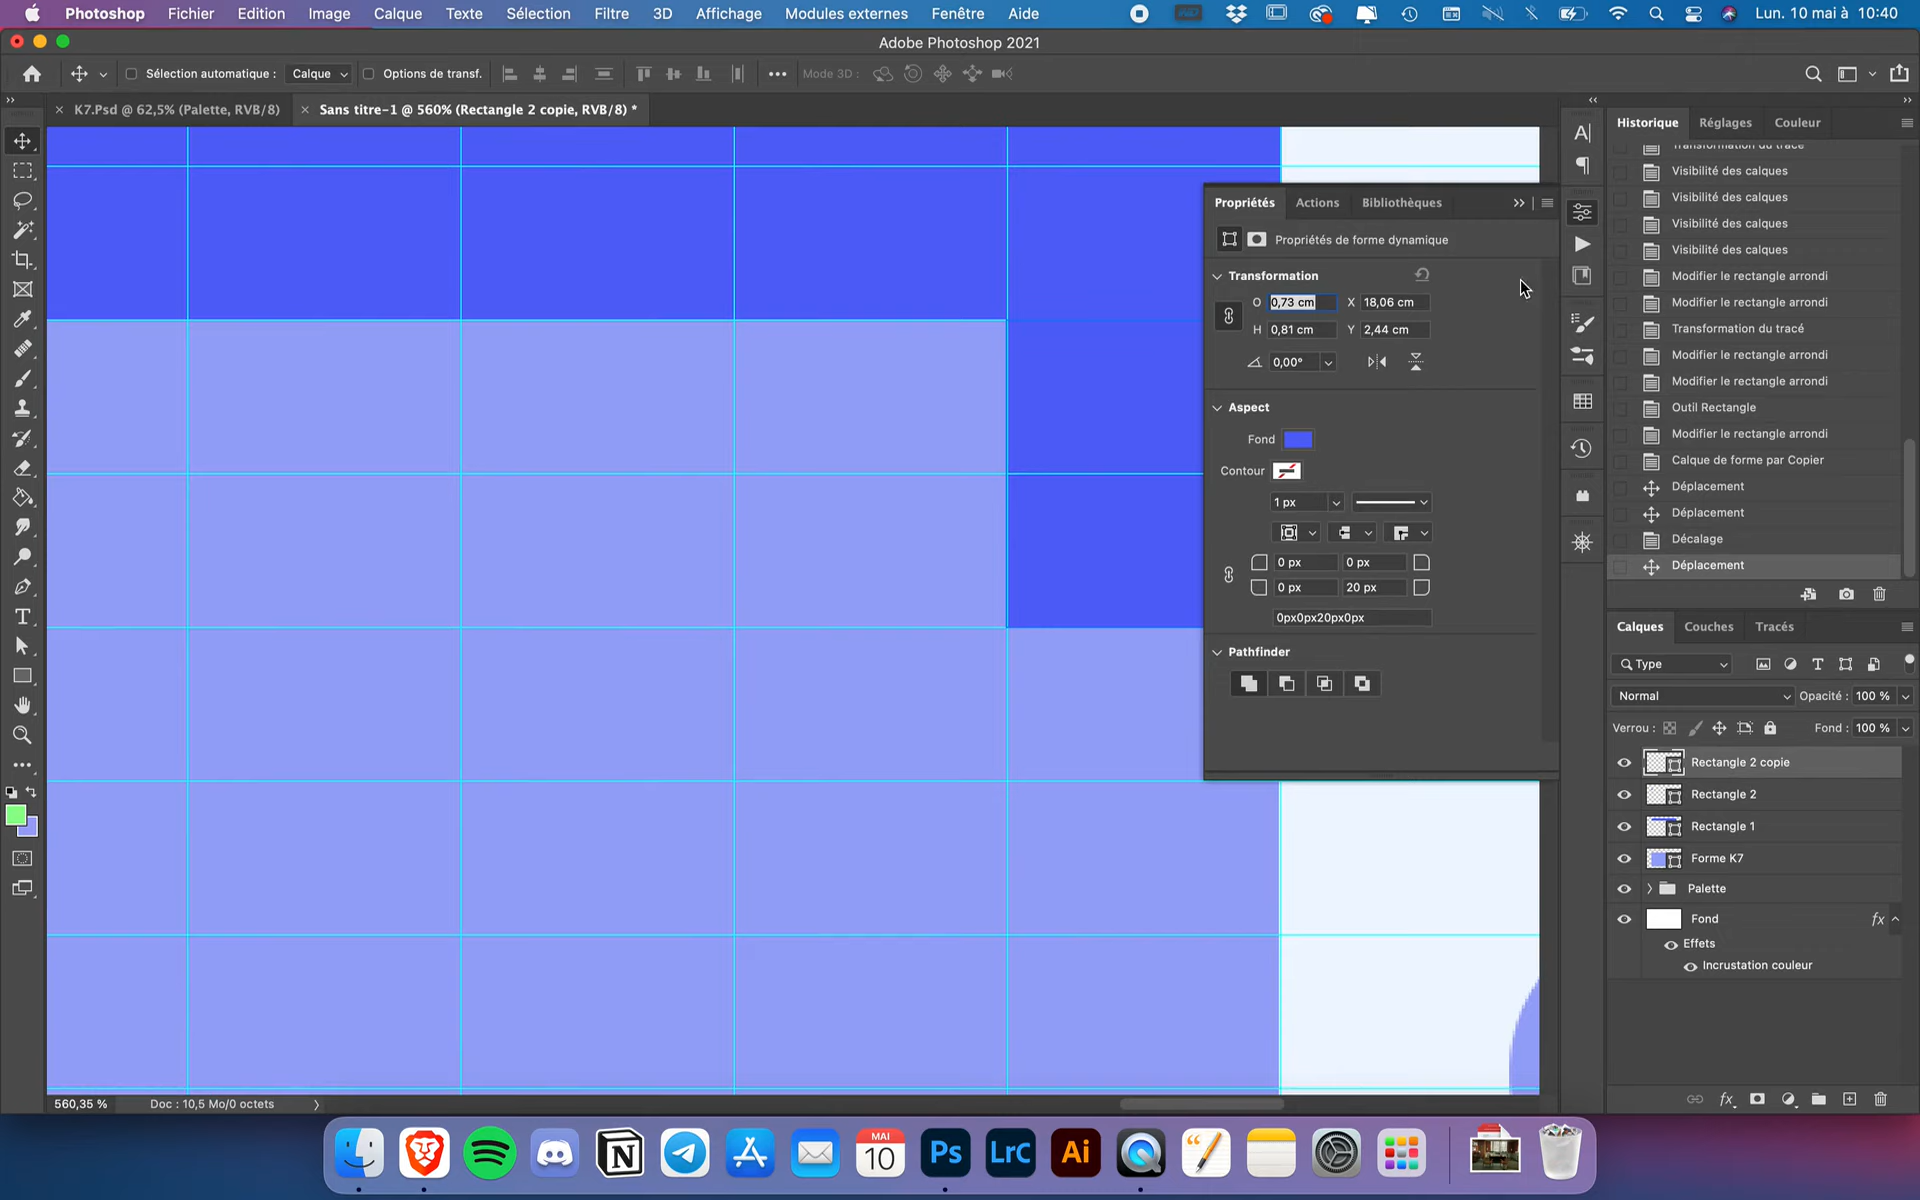 Photoshop Fichier Edition Image Calque Texte Sélection Filtre 3D Affichage Modules externes Fenêtre Aide Lun. 10 mai à 10:40
Adobe Photoshop 2021
Sélection automatique : Calque Options de transf. Mode 3D :
K7.Psd @ 62,5% (Palette, RVB/8)
Sans titre-1 @ 560% (Rectangle 2 copie, RVB/8) *
Propriétés Actions Bibliothèques
Propriétés de forme dynamique
Transformation
O 0,73 cm X 18,06 cm
H 0,81 cm Y 2,44 cm
0,00°
Aspect
Fond
Contour
1 px
0 px 0 px
0 px 20 px
0px0px20px0px
Pathfinder
Historique Réglages Couleur
Transformation du tracé
Visibilité des calques
Visibilité des calques
Visibilité des calques
Visibilité des calques
Modifier le rectangle arrondi
Modifier le rectangle arrondi
Transformation du tracé
Modifier le rectangle arrondi
Modifier le rectangle arrondi
Outil Rectangle
Modifier le rectangle arrondi
Calque de forme par Copier
Déplacement
Déplacement
Décalage
Déplacement
Calques Couches Tracés
Type
Normal Opacité : 100 %
Verrou : Fond : 100 %
Rectangle 2 copie
Rectangle 2
Rectangle 1
Forme K7
Palette
Fond fx
Effets
Incrustation couleur
fx
560,35 % Doc : 10,5 Mo/0 octets
MAI
10
Ps LrC Ai